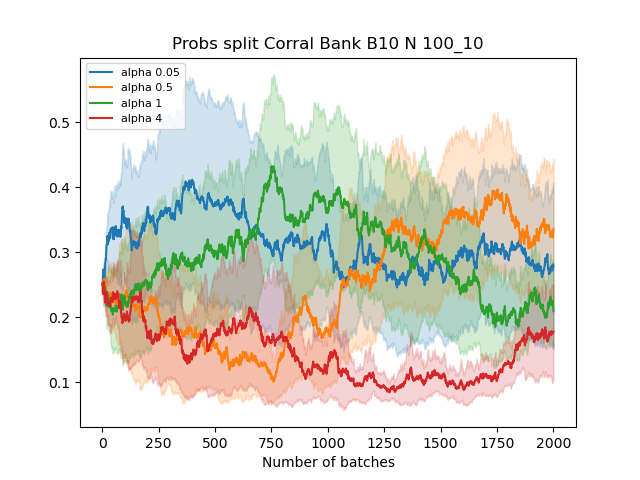 Probs split Corral Bank B10 N 100_10
alpha 0.05
alpha 0.5
alpha 1
alpha 4
0.5
0.4
0.3
0.2
0.1
0 250 500 750 1000 1250 1500 1750 2000
Number of batches